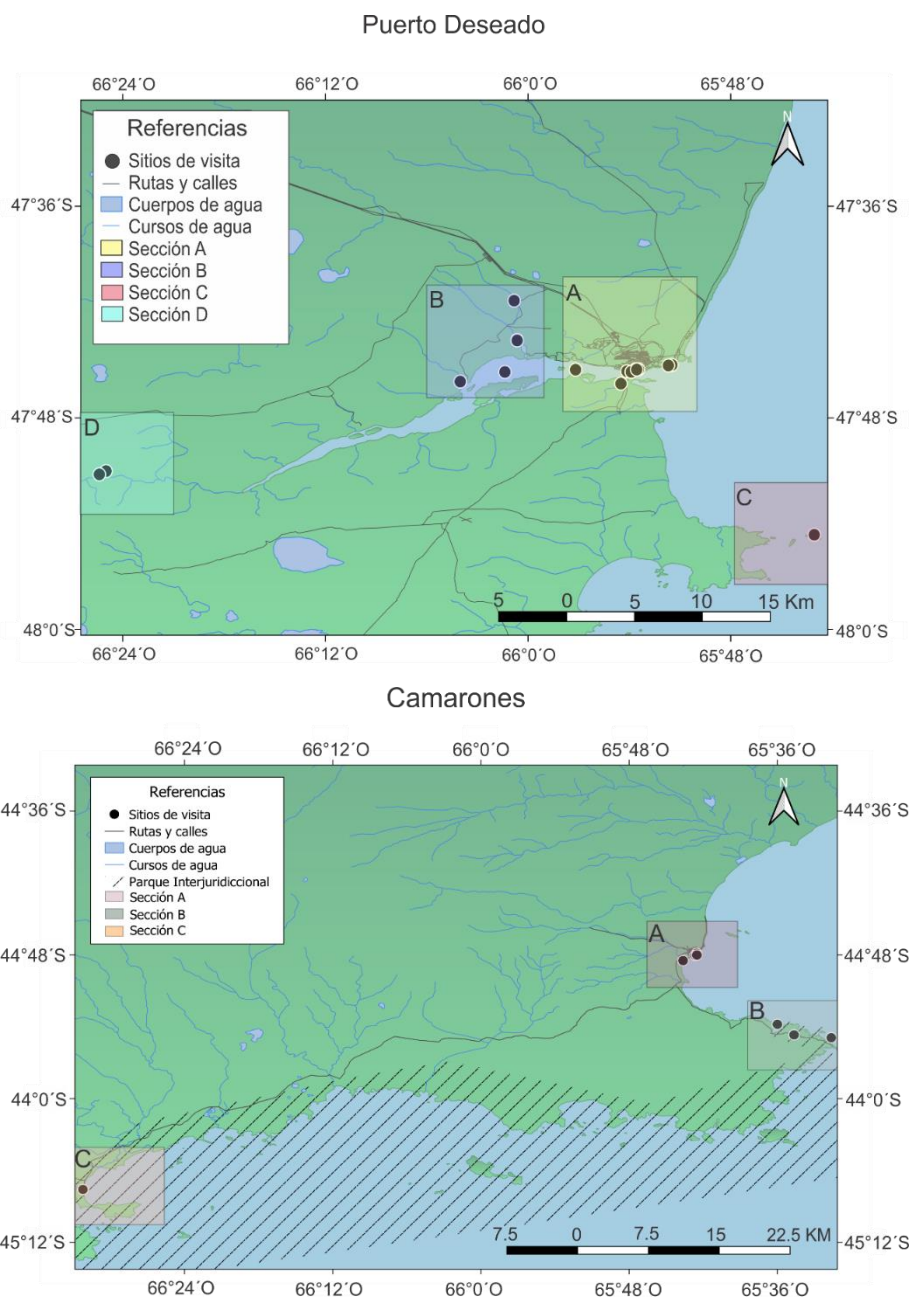 Puerto Deseado
66°24´O 66°12´O 66°0´O 65°48´O
Referencias
Sitios de visita
Rutas y calles
Cuerpos de agua
Cursos de agua
Sección A
Sección B
Sección C
Sección D
N
47°36´S 47°36´S
B A
47°48´S 47°48´S
D
C
5 0 5 10 15 Km
48°0´S 48°0´S
66°24´O 66°12´O 66°0´O 65°48´O
Camarones
66°24´O 66°12´O 66°0´O 65°48´O 65°36´O
Referencias
Sitios de visita
Rutas y calles
Cuerpos de agua
Cursos de agua
Parque Interjuridiccional
Sección A
Sección B
Sección C
N
44°36´S 44°36´S
A
44°48´S 44°48´S
B
44°0´S 44°0´S
C
7.5 0 7.5 15 22.5 KM
45°12´S 45°12´S
66°24´O 66°12´O 66°0´O 65°48´O 65°36´O